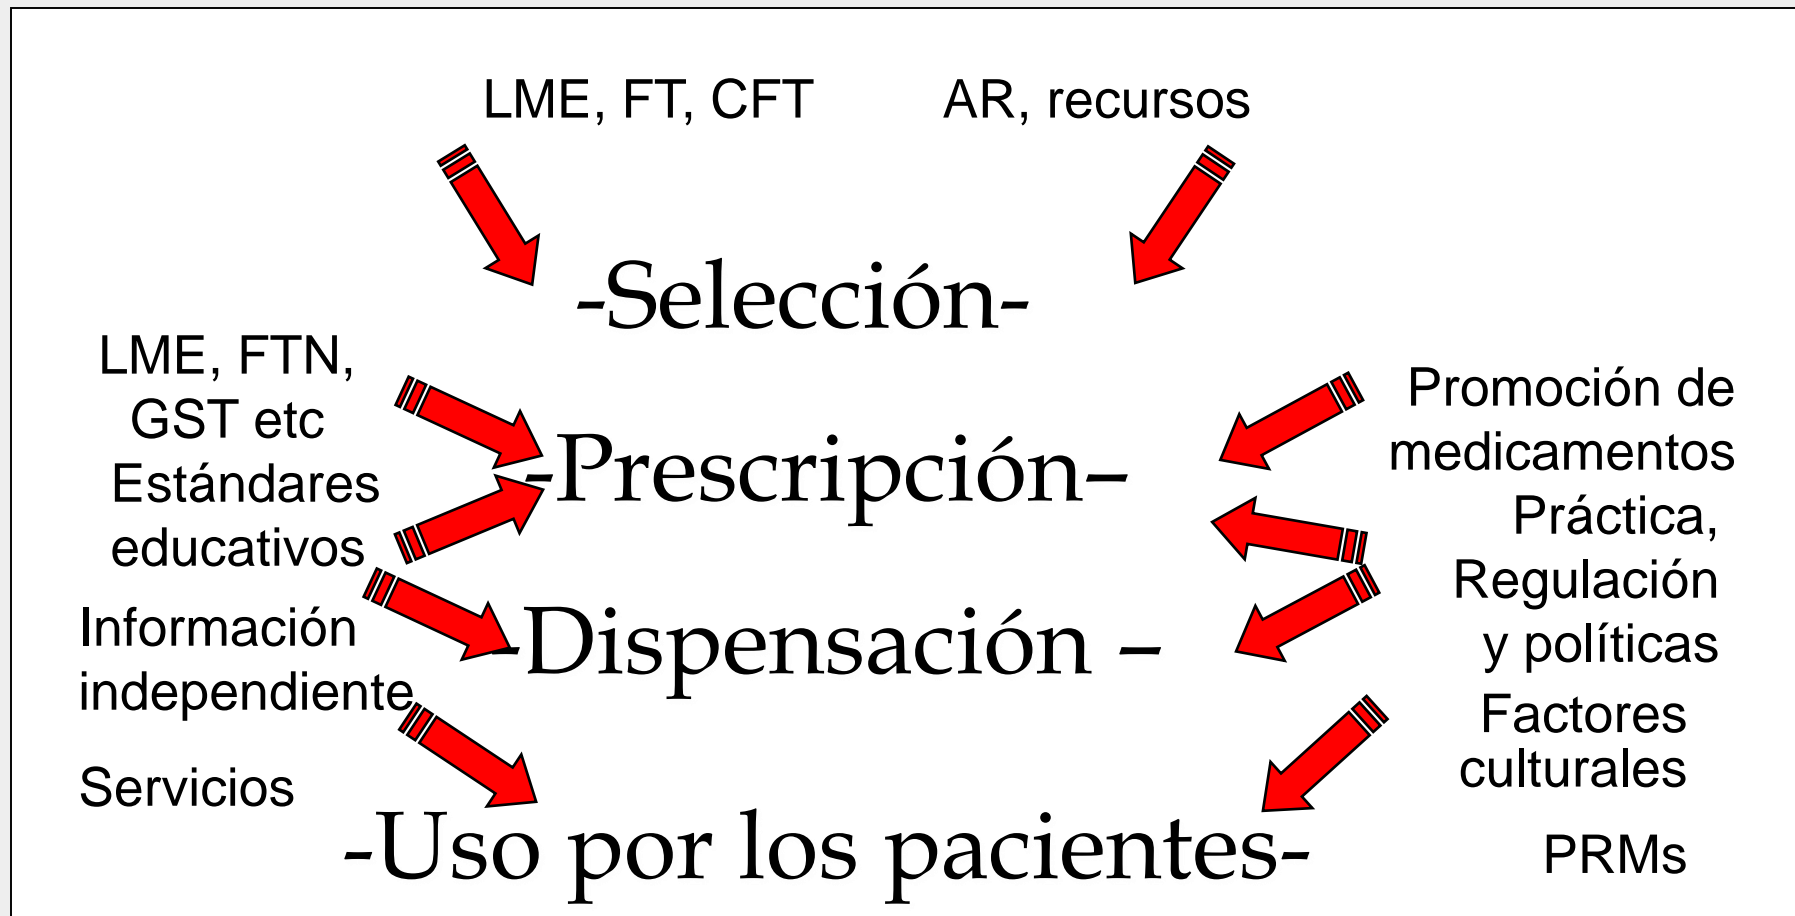 LME, FT, CFT
AR, recursos
-Selección-
LME, FTN,
GST etc
Estándares
educativos
Información
independiente
Servicios
-Prescripción–
-Dispensación –
-Uso por los pacientes-
Promoción de
medicamentos
Práctica,
Regulación
y políticas
Factores
culturales
PRMs